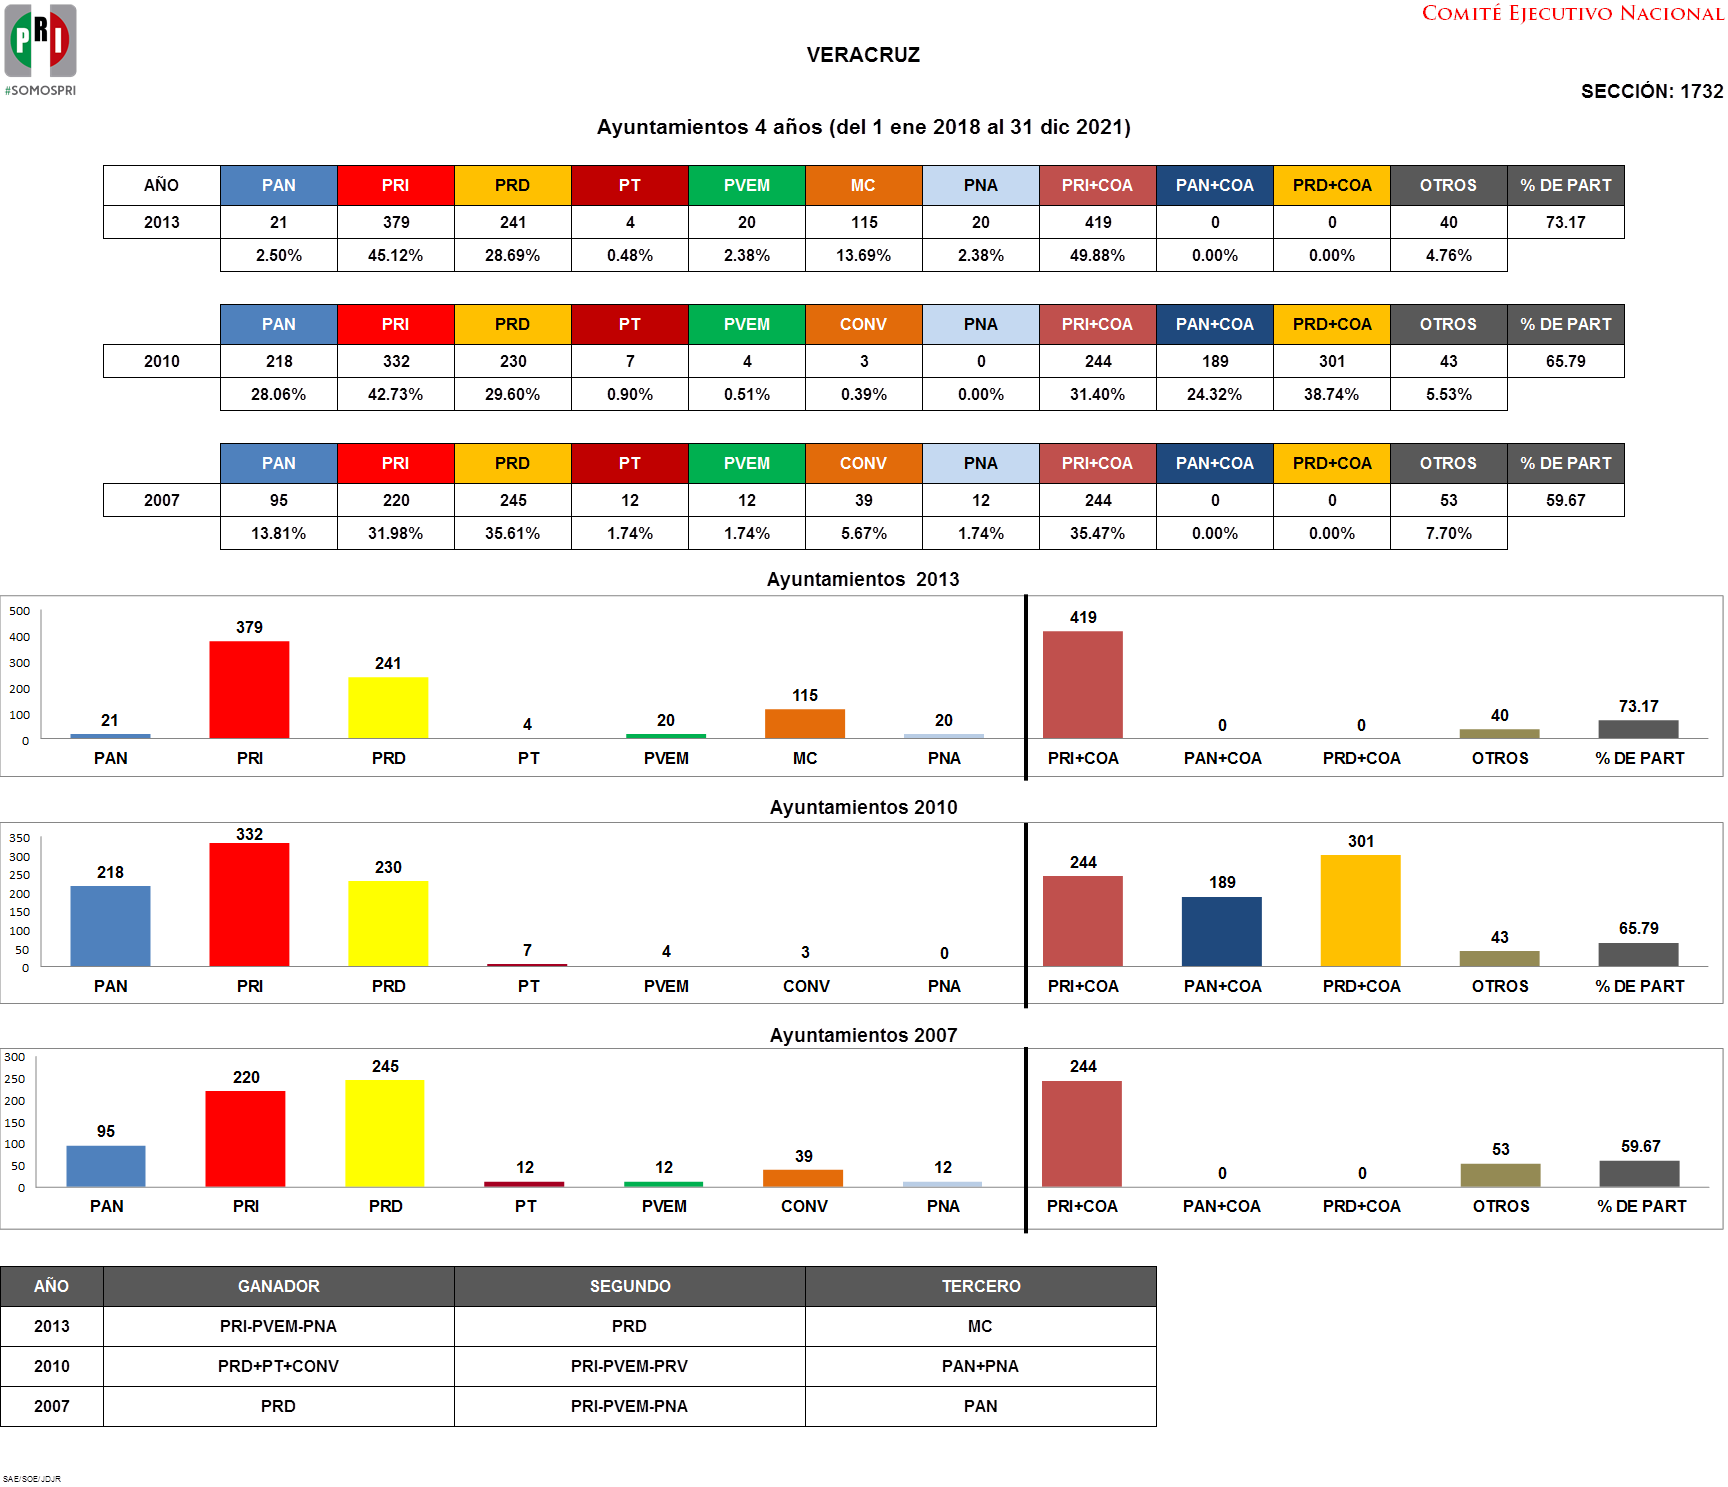 COMITÉ EJECUTIVO NACIONAL
PRI
#SOMOSPRI
VERACRUZ
SECCIÓN: 1732
Ayuntamientos 4 años (del 1 ene 2018 al 31 dic 2021)
AÑO PAN PRI PRD PT PVEM MC PNA PRI+COA PAN+COA PRD+COA OTROS % DE PART
2013 21 379 241 4 20 115 20 419 0 0 40 73.17
2.50% 45.12% 28.69% 0.48% 2.38% 13.69% 2.38% 49.88% 0.00% 0.00% 4.76%
PAN PRI PRD PT PVEM CONV PNA PRI+COA PAN+COA PRD+COA OTROS % DE PART
2010 218 332 230 7 4 3 0 244 189 301 43 65.79
28.06% 42.73% 29.60% 0.90% 0.51% 0.39% 0.00% 31.40% 24.32% 38.74% 5.53%
PAN PRI PRD PT PVEM CONV PNA PRI+COA PAN+COA PRD+COA OTROS % DE PART
2007 95 220 245 12 12 39 12 244 0 0 53 59.67
13.81% 31.98% 35.61% 1.74% 1.74% 5.67% 1.74% 35.47% 0.00% 0.00% 7.70%
Ayuntamientos 2013
500
400
300
200
100
0
21 379 241 4 20 115 20 419 0 0 40 73.17
PAN PRI PRD PT PVEM MC PNA PRI+COA PAN+COA PRD+COA OTROS % DE PART
Ayuntamientos 2010
350
300
250
200
150
100
50
0
218 332 230 7 4 3 0 244 189 301 43 65.79
PAN PRI PRD PT PVEM CONV PNA PRI+COA PAN+COA PRD+COA OTROS % DE PART
Ayuntamientos 2007
300
250
200
150
100
50
0
95 220 245 12 12 39 12 244 0 0 53 59.67
PAN PRI PRD PT PVEM CONV PNA PRI+COA PAN+COA PRD+COA OTROS % DE PART
AÑO GANADOR SEGUNDO TERCERO
2013 PRI-PVEM-PNA PRD MC
2010 PRD+PT+CONV PRI-PVEM-PRV PAN+PNA
2007 PRD PRI-PVEM-PNA PAN
SAE/SOE/JDJR